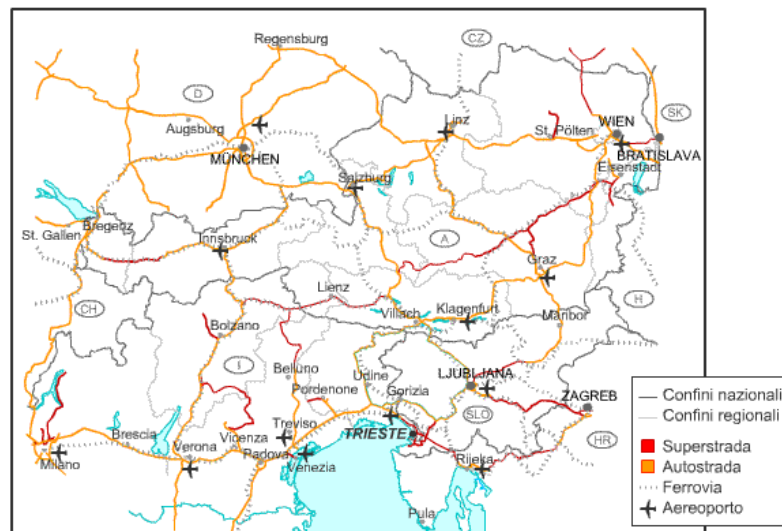 CZ
Regensburg
D
Augsburg
MÜNCHEN
Linz
St. Pölten
WIEN
SK
BRATISLAVA
Eisenstadt
Salzburg
St. Gallen
Bregenz
Innsbruck
A
Graz
CH
Lienz
Villach
Klagenfurt
Maribor
H
Bolzano
I
Belluno
Udine
LJUBLJANA
Pordenone
Gorizia
ZAGREB
SLO
HR
Milano
Brescia
Verona
Vicenza
Treviso
Padova
Venezia
TRIESTE
Rijeka
Pula
Confini nazionali
Confini regionali
Superstrada
Autostrada
Ferrovia
Aereoporto